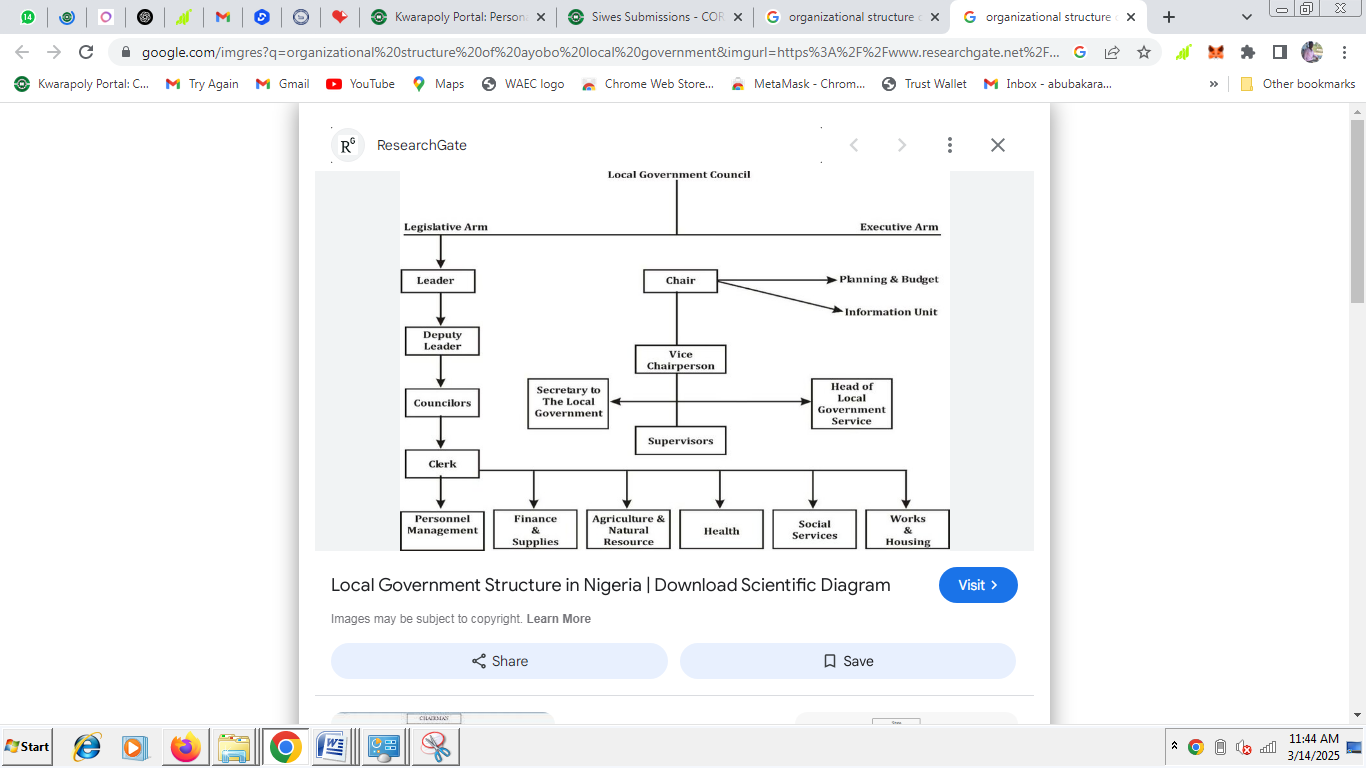 14
Kwarapoly Portal: Person
Siwes Submissions - COR
organizational structure
organizational structure
google.com/imgres?q=organizational%20structure%20of%20ayobo%20local%20government&imgurl=https%3A%2F%2Fwww.researchgate.net%2F...
Kwarapoly Portal: C...
Try Again
Gmail
YouTube
Maps
WAEC logo
Chrome Web Store...
MetaMask - Chrom...
Trust Wallet
Inbox - abubakara...
»
Other bookmarks
RG
ResearchGate
Local Government Council
Legislative Arm
Executive Arm
Leader
Chair
Planning & Budget
Information Unit
Deputy
Leader
Vice
Chairperson
Councilors
Secretary to
The Local
Government
Head of
Local
Government
Service
Supervisors
Clerk
Personnel
Management
Finance
&
Supplies
Agriculture &
Natural
Resource
Health
Social
Services
Works
&
Housing
Local Government Structure in Nigeria | Download Scientific Diagram
Visit
Images may be subject to copyright. Learn More
Share
Save
CHAIRMAN
Start
11:44 AM
3/14/2025